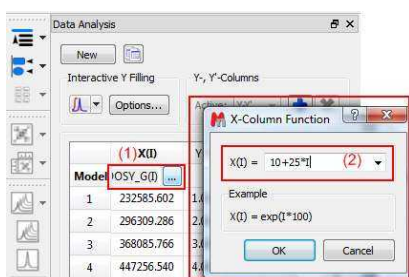 Data Analysis
New
Interactive Y Filling
Y-, Y'-Columns
Options...
(1) X(I)
Model
OSY_G(I) ...
1 232585.602
2 296309.286
3 368085.766
4 447256.540
X-Column Function
X(I) = 10+25*I (2)
Example
X(I) = exp(I*100)
OK Cancel